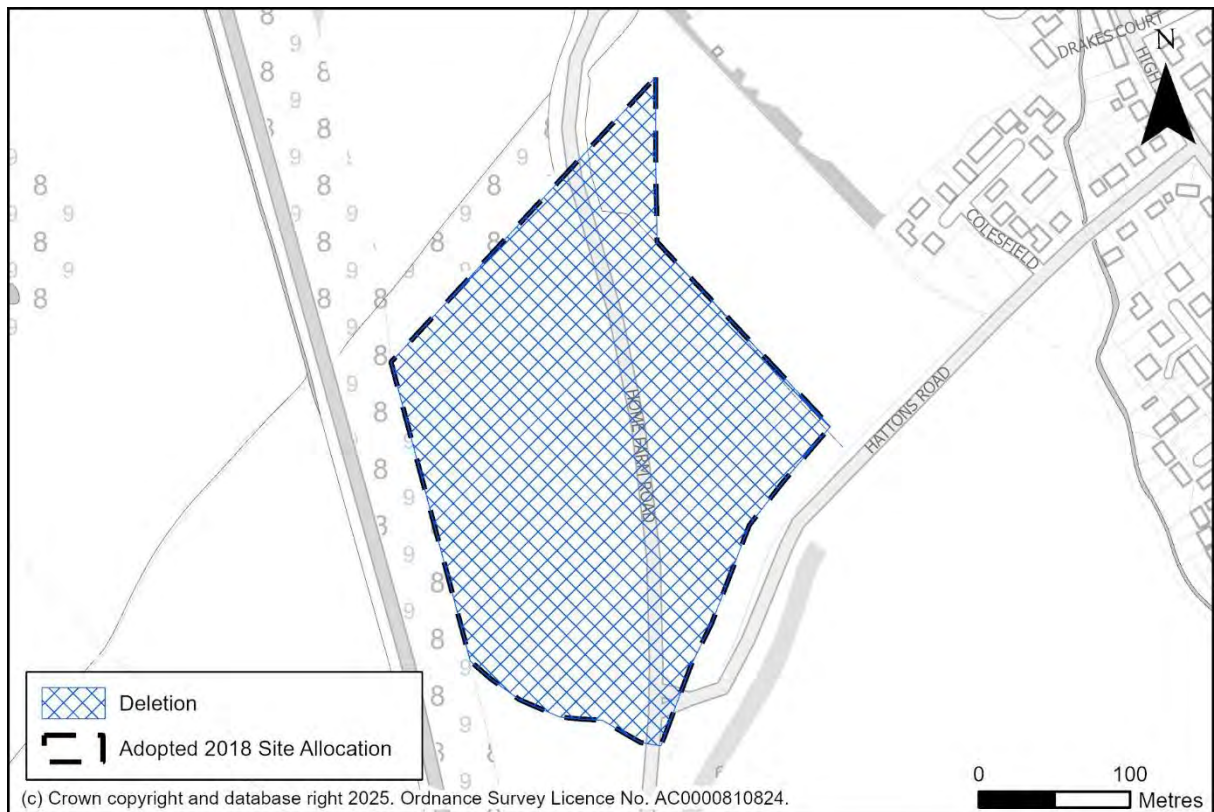 DRAKES COURT
HIGH
N
COLESFIELD
HATTONS ROAD
HOME FARM ROAD
Deletion
Adopted 2018 Site Allocation
(c) Crown copyright and database right 2025. Ordnance Survey Licence No. AC0000810824.
0 100
Metres